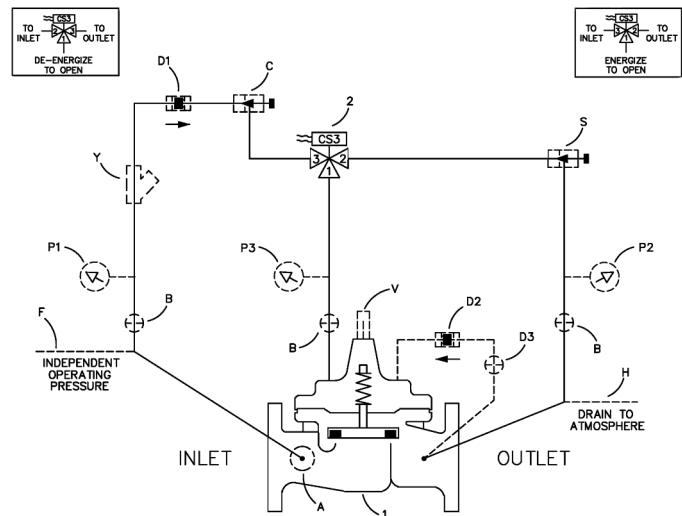 CS3
TO
INLET
2 3
1
TO
OUTLET
DE-ENERGIZE
TO OPEN
CS3
TO
INLET
3 2
1
TO
OUTLET
ENERGIZE
TO OPEN
D1
C
2
CS3
3 2
1
S
Y
P1
P3
P2
V
D2
B
B
D3
B
F
INDEPENDENT
OPERATING
PRESSURE
H
DRAIN TO
ATMOSPHERE
INLET
OUTLET
A
1